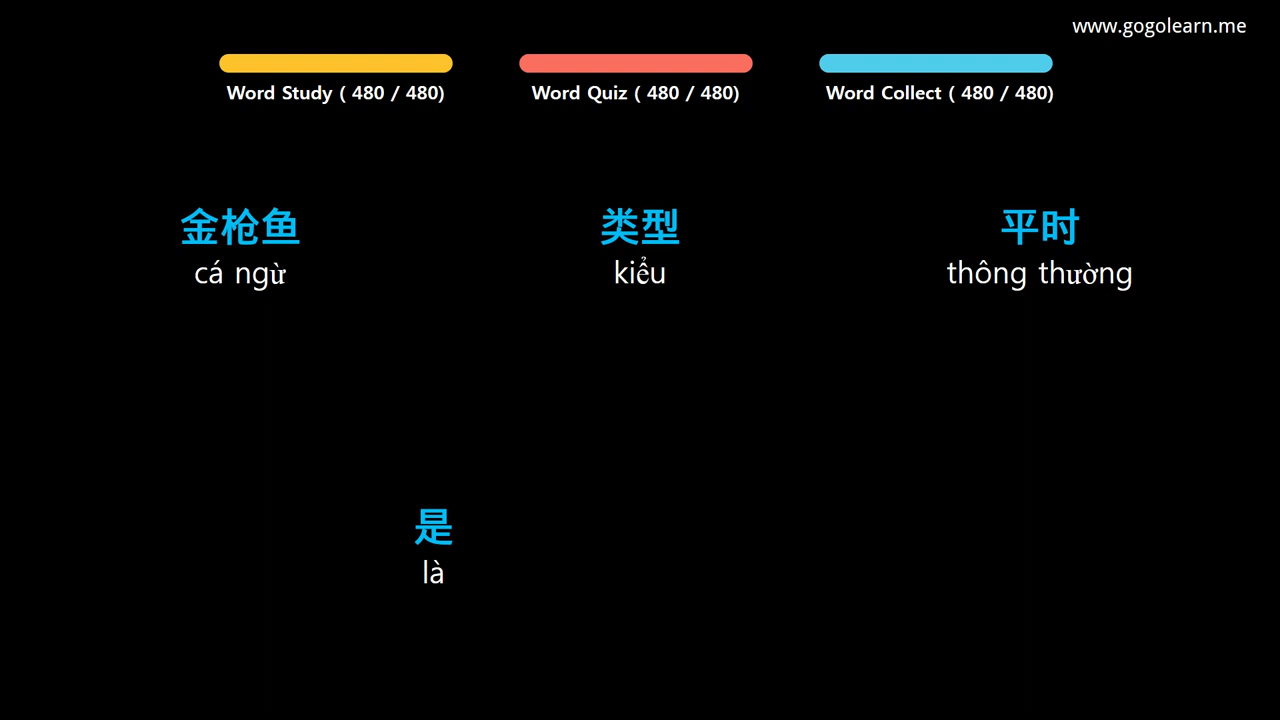 www.gogolearn.me
Word Study ( 480 / 480)
Word Quiz ( 480 / 480)
Word Collect ( 480 / 480)
金枪鱼
cá ngừ
类型
kiểu
平时
thông thường
是
là